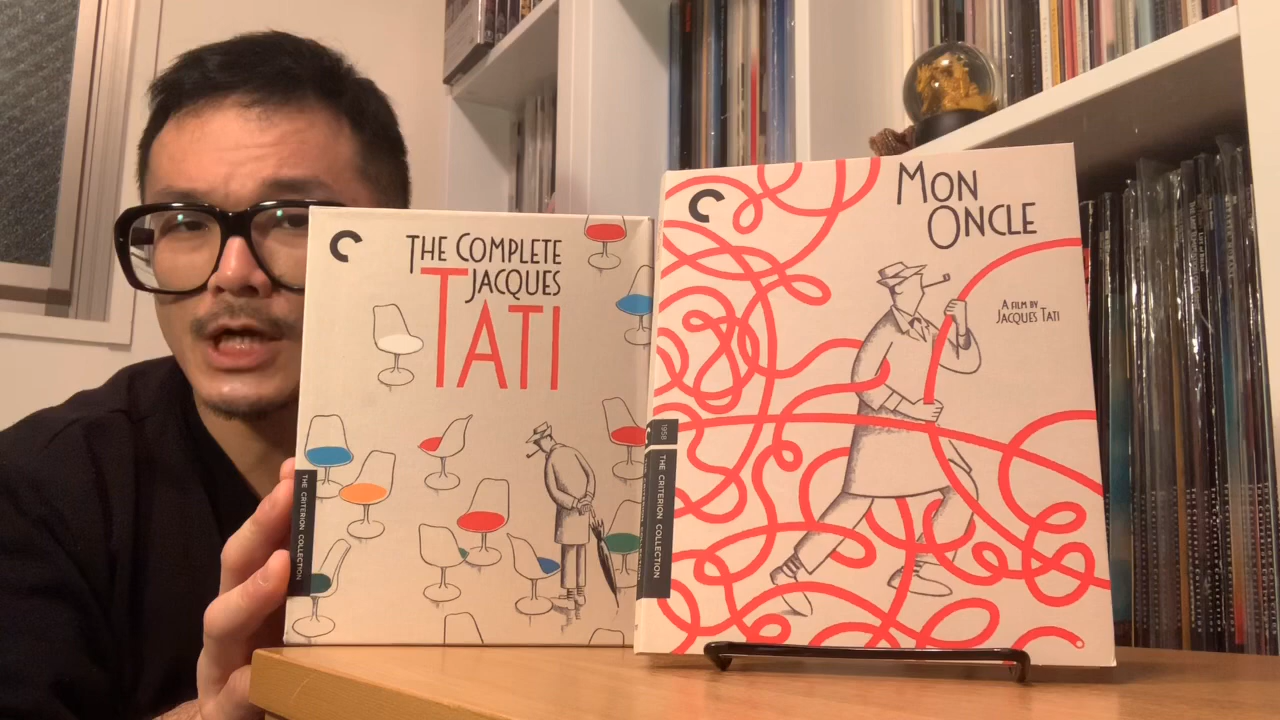 THE COMPLETE
JACQUES
TATI
THE CRITERION COLLECTION
MON
ONCLE
A FILM BY
JACQUES TATI
1958
THE CRITERION COLLECTION